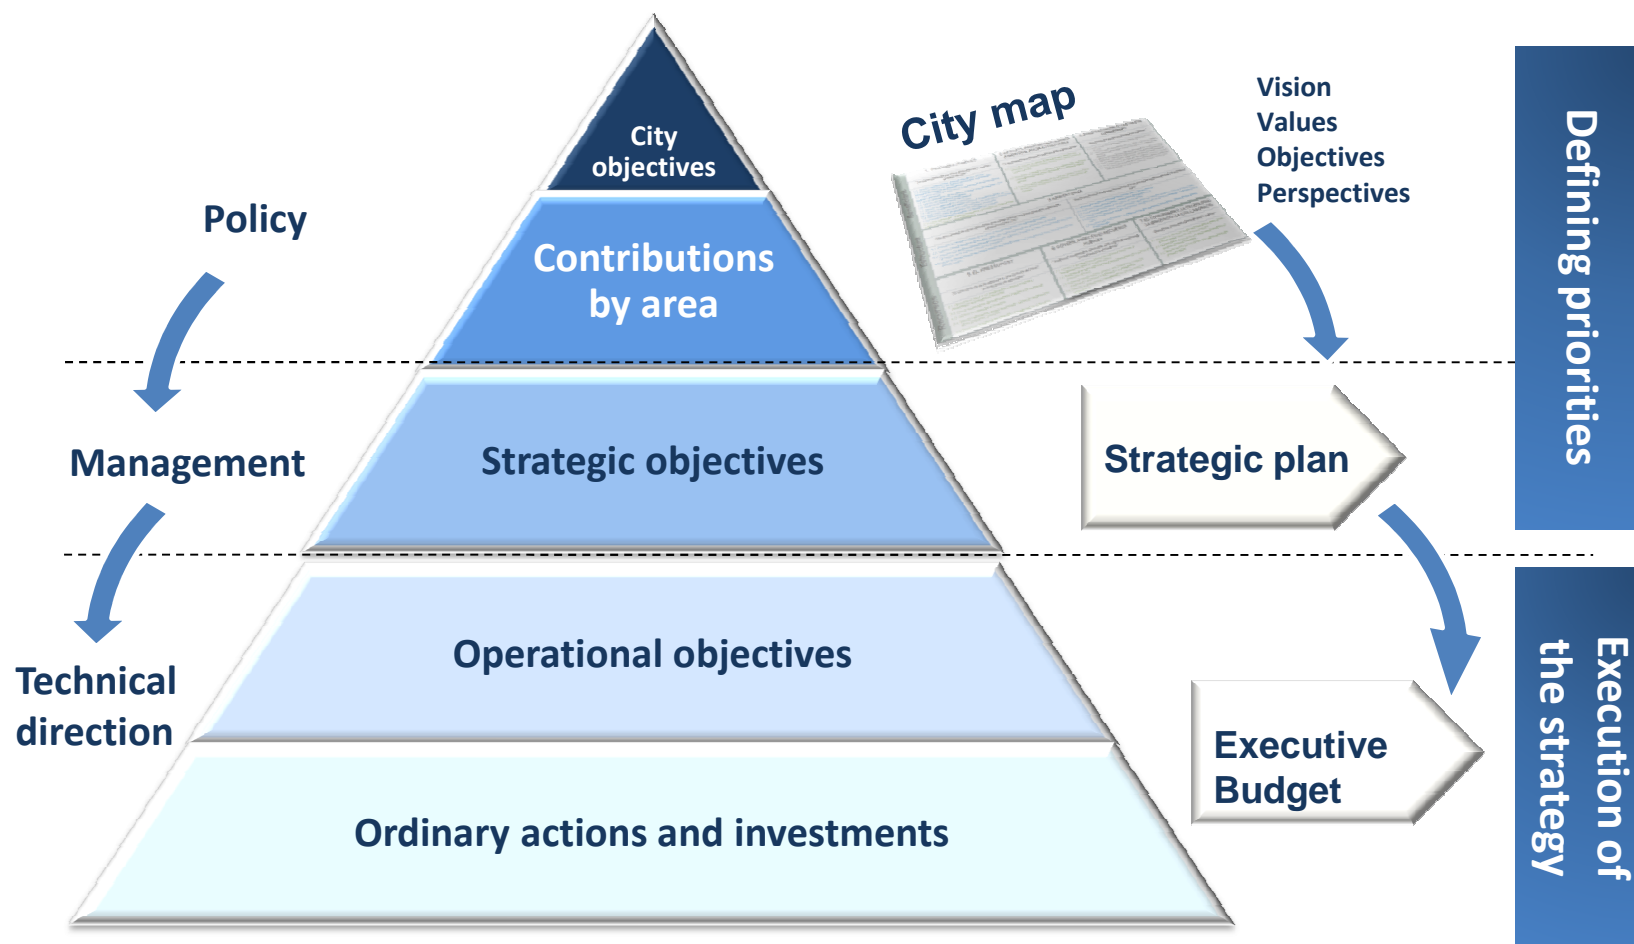 City
objectives
Contributions
by area
Strategic objectives
Operational objectives
Ordinary actions and investments
Policy
Management
Technical
direction
City map
Vision
Values
Objectives
Perspectives
Strategic plan
Executive
Budget
Defining priorities
Execution of
the strategy